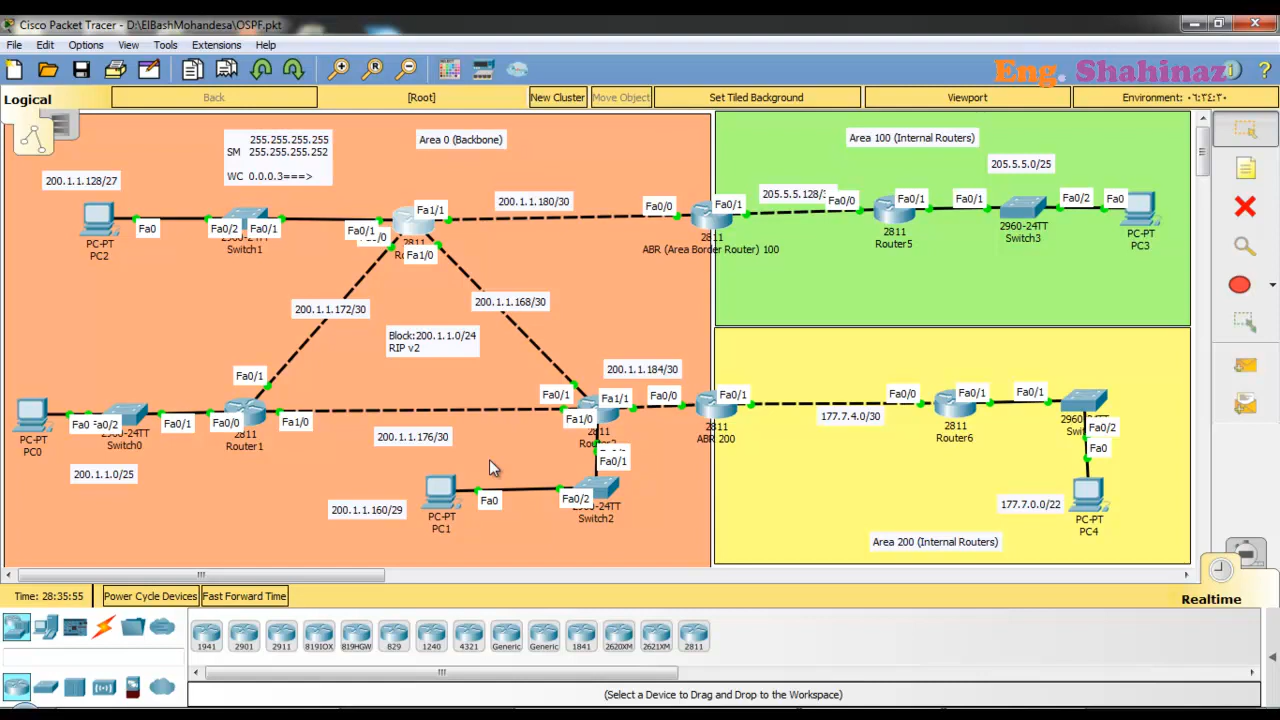 Cisco Packet Tracer - D:\ElBashMohandesa\OSPF.pkt
File Edit Options View Tools Extensions Help
Eng. Shahinaz
Logical
Back
[Root]
New Cluster
Move Object
Set Tiled Background
Viewport
Environment: ٠٦:٣٤:٣٠
255.255.255.255
SM 255.255.255.252
WC 0.0.0.3===>
Area 0 (Backbone)
Area 100 (Internal Routers)
205.5.5.0/25
200.1.1.128/27
200.1.1.180/30
205.5.5.128/
Fa1/1
Fa0/0
Fa0/1
Fa0/0
Fa0/1
Fa0/1
Fa0/2
Fa0
Fa0
Fa0/2
Fa0/1
Fa0/1
PC-PT
PC2
Switch1
2811
Fa1/0
2811
ABR (Area Border Router) 100
2811
Router5
2960-24TT
Switch3
PC-PT
PC3
200.1.1.172/30
200.1.1.168/30
Block:200.1.1.0/24
RIP v2
200.1.1.184/30
Fa0/1
Fa0/1
Fa1/1
Fa0/0
Fa0/1
Fa0/0
Fa0/1
Fa0/1
177.7.4.0/30
Fa0
Fa0/2
Fa0/1
Fa0/0
Fa1/0
Fa1/0
PC-PT
PC0
2960-24TT
Switch0
2811
Router1
200.1.1.176/30
2811
2811
ABR 200
2811
Router6
Fa0/2
Fa0
200.1.1.0/25
Fa0/1
200.1.1.160/29
Fa0
Fa0/2
PC-PT
PC1
2960-24TT
Switch2
177.7.0.0/22
PC-PT
PC4
Area 200 (Internal Routers)
Time: 28:35:55
Power Cycle Devices
Fast Forward Time
Realtime
1941
2901
2911
819IOX
819HGW
829
1240
4321
Generic
Generic
1841
2620XM
2621XM
2811
(Select a Device to Drag and Drop to the Workspace)